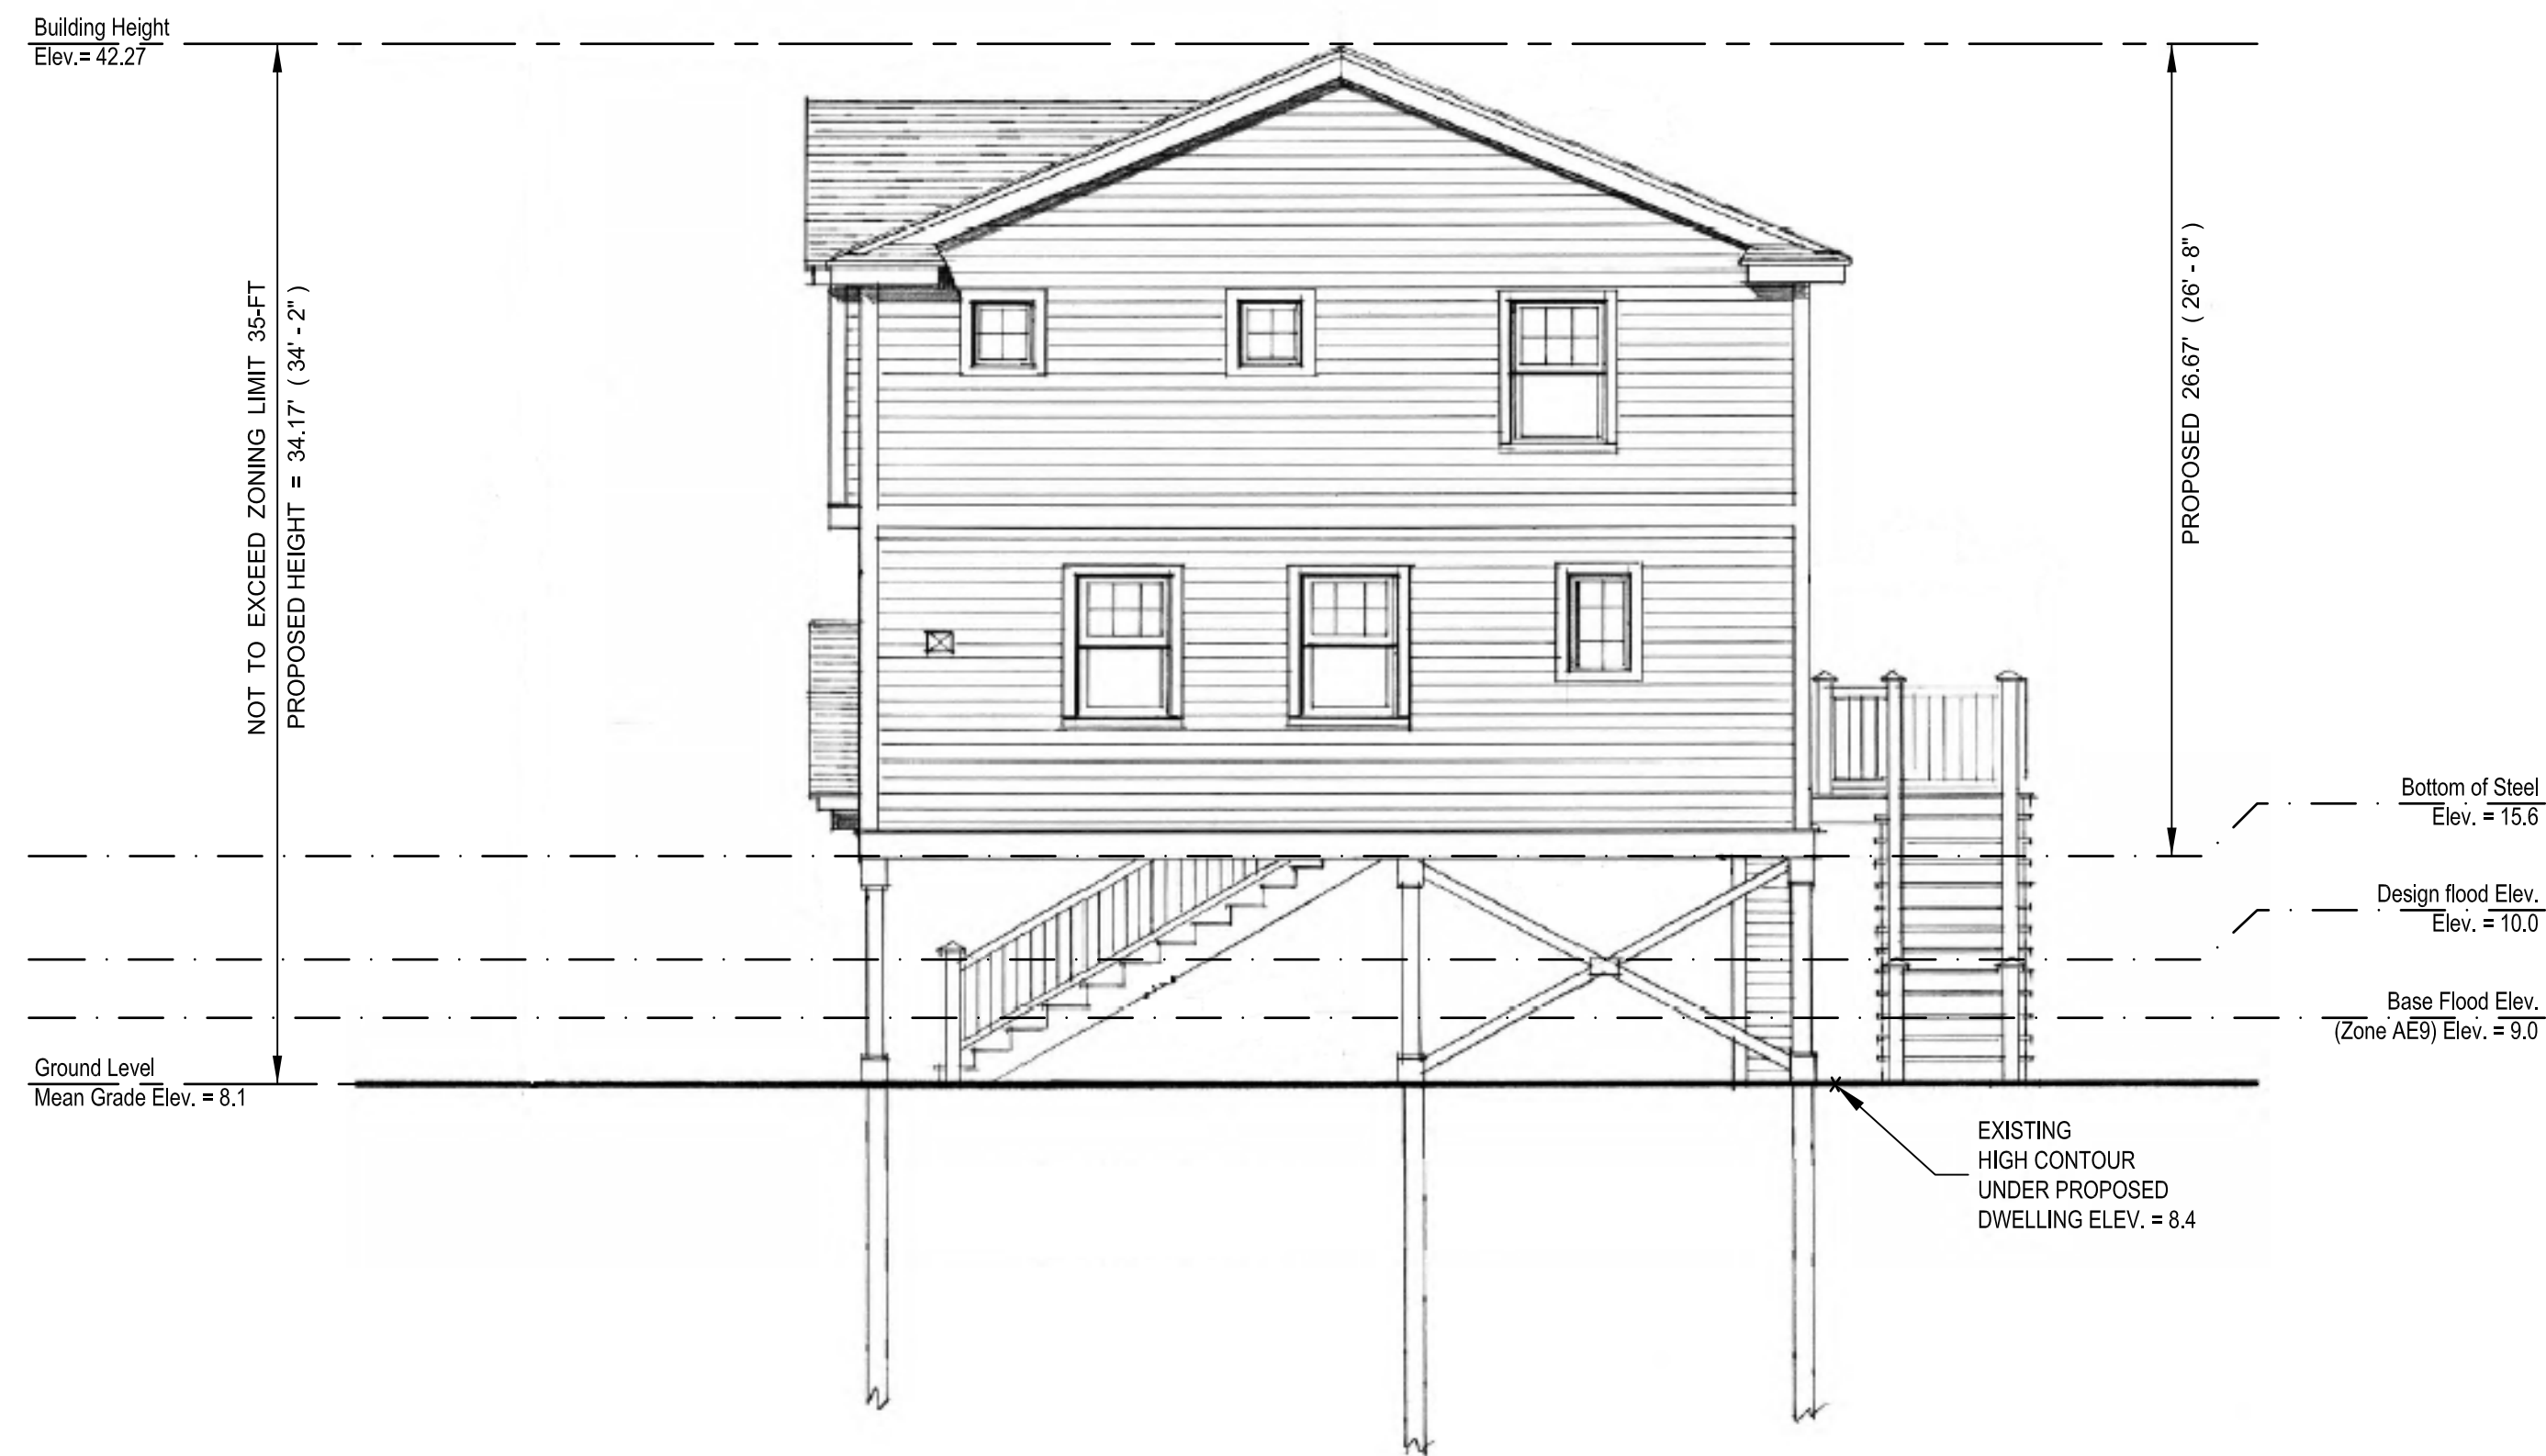 Building Height
Elev.= 42.27
NOT TO EXCEED ZONING LIMIT 35-FT
PROPOSED HEIGHT = 34.17' ( 34' - 2" )
PROPOSED 26.67' ( 26' - 8" )
Bottom of Steel
Elev. = 15.6
Design flood Elev.
Elev. = 10.0
Base Flood Elev.
(Zone AE9) Elev. = 9.0
Ground Level
Mean Grade Elev. = 8.1
EXISTING
HIGH CONTOUR
UNDER PROPOSED
DWELLING ELEV. = 8.4